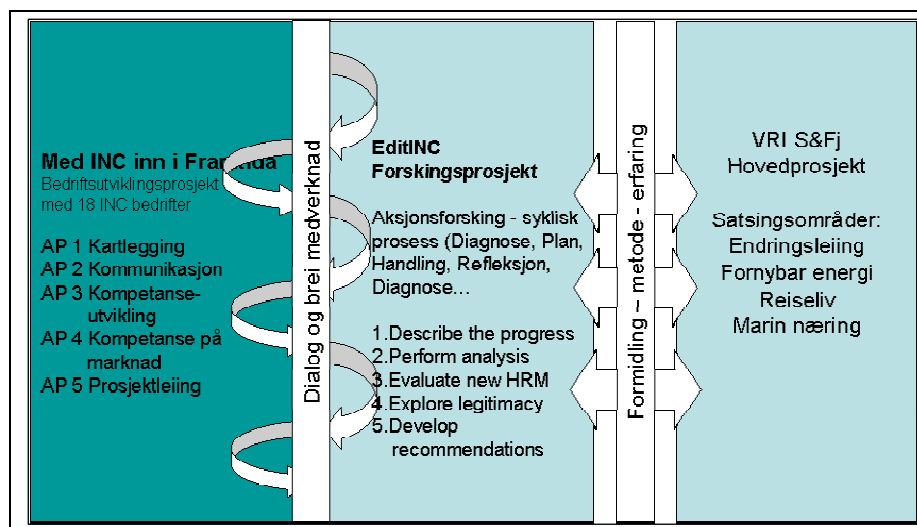 Med INC inn i Framtida
Bedriftsutviklingsprosjekt
med 18 INC bedrifter
AP 1 Kartlegging
AP 2 Kommunikasjon
AP 3 Kompetanse-
utvikling
AP 4 Kompetanse på
marknad
AP 5 Prosjektleiing
Dialog og brei medverknad
EditINC
Forskingsprosjekt
Aksjonsforsking - syklisk
prosess (Diagnose, Plan,
Handling, Refleksjon,
Diagnose...
1.Describe the progress
2.Perform analysis
3.Evaluate new HRM
4.Explore legitimacy
5.Develop
recommendations
Formidling – metode - erfaring
VRI S&Fj
Hovedprosjekt
Satsingsområder:
Endringsleiing
Fornybar energi
Reiseliv
Marin næring